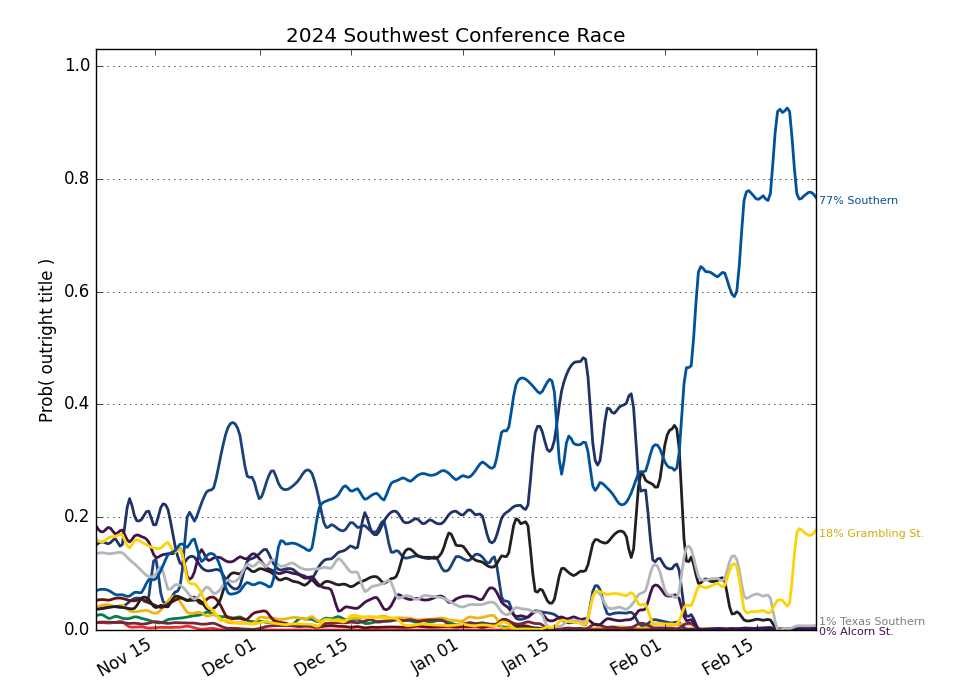 2024 Southwest Conference Race
Prob( outright title )
1.0
0.8
0.6
0.4
0.2
0.0
77% Southern
18% Grambling St.
1% Texas Southern
0% Alcorn St.
Nov 15
Dec 01
Dec 15
Jan 01
Jan 15
Feb 01
Feb 15